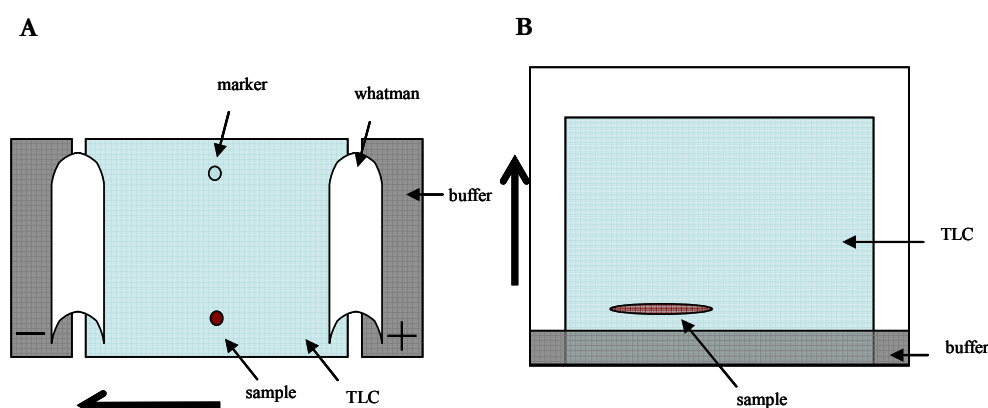 A
marker
whatman
buffer
−
+
sample
TLC
B
TLC
buffer
sample